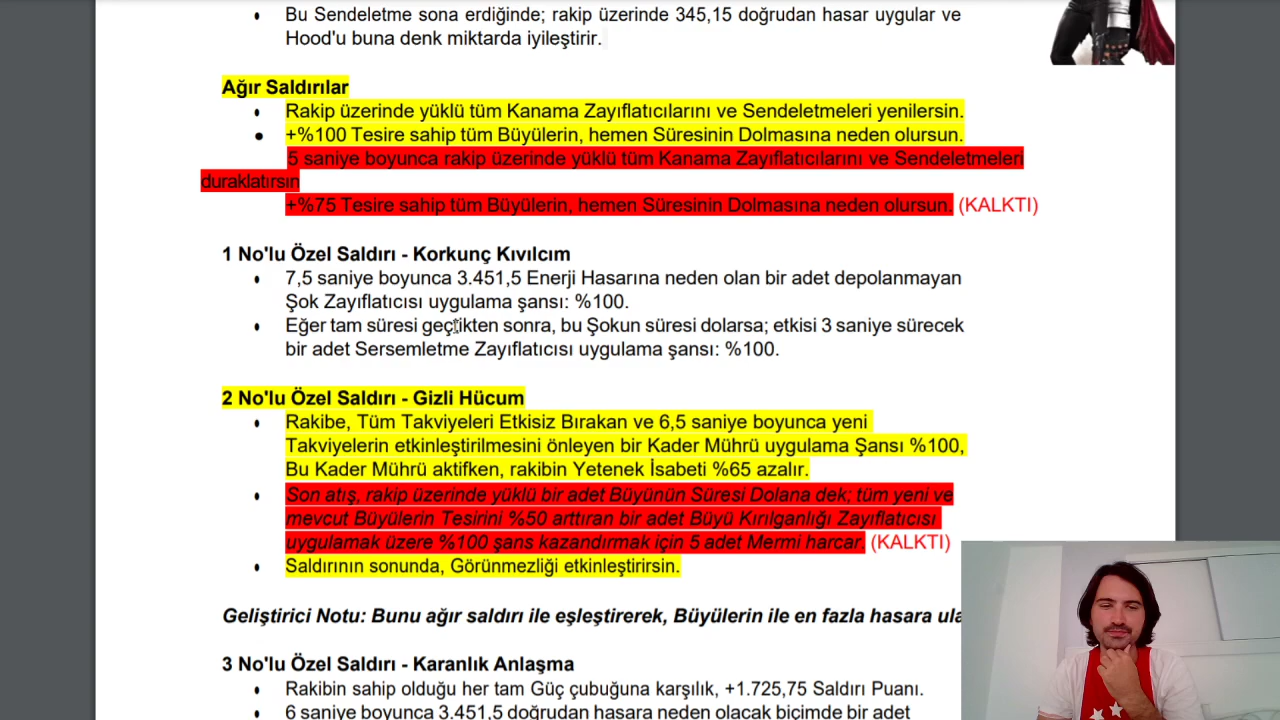 Bu Sendeletme sona erdiğinde; rakip üzerinde 345,15 doğrudan hasar uygular ve
Hood'u buna denk miktarda iyileştirir.
Ağır Saldırılar
Rakip üzerinde yüklü tüm Kanama Zayıflatıcılarını ve Sendeletmeleri yenilersin.
+%100 Tesire sahip tüm Büyülerin, hemen Süresinin Dolmasına neden olursun.
5 saniye boyunca rakip üzerinde yüklü tüm Kanama Zayıflatıcılarını ve Sendeletmeleri
duraklatırsın
+%75 Tesire sahip tüm Büyülerin, hemen Süresinin Dolmasına neden olursun. (KALKTI)
1 No'lu Özel Saldırı - Korkunç Kıvılcım
7,5 saniye boyunca 3.451,5 Enerji Hasarına neden olan bir adet depolanmayan
Şok Zayıflatıcısı uygulama şansı: %100.
Eğer tam süresi geçtikten sonra, bu Şokun süresi dolarsa; etkisi 3 saniye sürecek
bir adet Sersemletme Zayıflatıcısı uygulama şansı: %100.
2 No'lu Özel Saldırı - Gizli Hücum
Rakibe, Tüm Takviyeleri Etkisiz Bırakan ve 6,5 saniye boyunca yeni
Takviyelerin etkinleştirilmesini önleyen bir Kader Mührü uygulama Şansı %100,
Bu Kader Mührü aktifken, rakibin Yetenek İsabeti %65 azalır.
Son atış, rakip üzerinde yüklü bir adet Büyünün Süresi Dolana dek; tüm yeni ve
mevcut Büyülerin Tesirini %50 arttıran bir adet Büyü Kırılganlığı Zayıflatıcısı
uygulamak üzere %100 şans kazandırmak için 5 adet Mermi harcar. (KALKTI)
Saldırının sonunda, Görünmezliği etkinleştirirsin.
Geliştirici Notu: Bunu ağır saldırı ile eşleştirerek, Büyülerin ile en fazla hasara ula
3 No'lu Özel Saldırı - Karanlık Anlaşma
Rakibin sahip olduğu her tam Güç çubuğuna karşılık, +1.725,75 Saldırı Puanı.
6 saniye boyunca 3.451,5 doğrudan hasara neden olacak biçimde bir adet